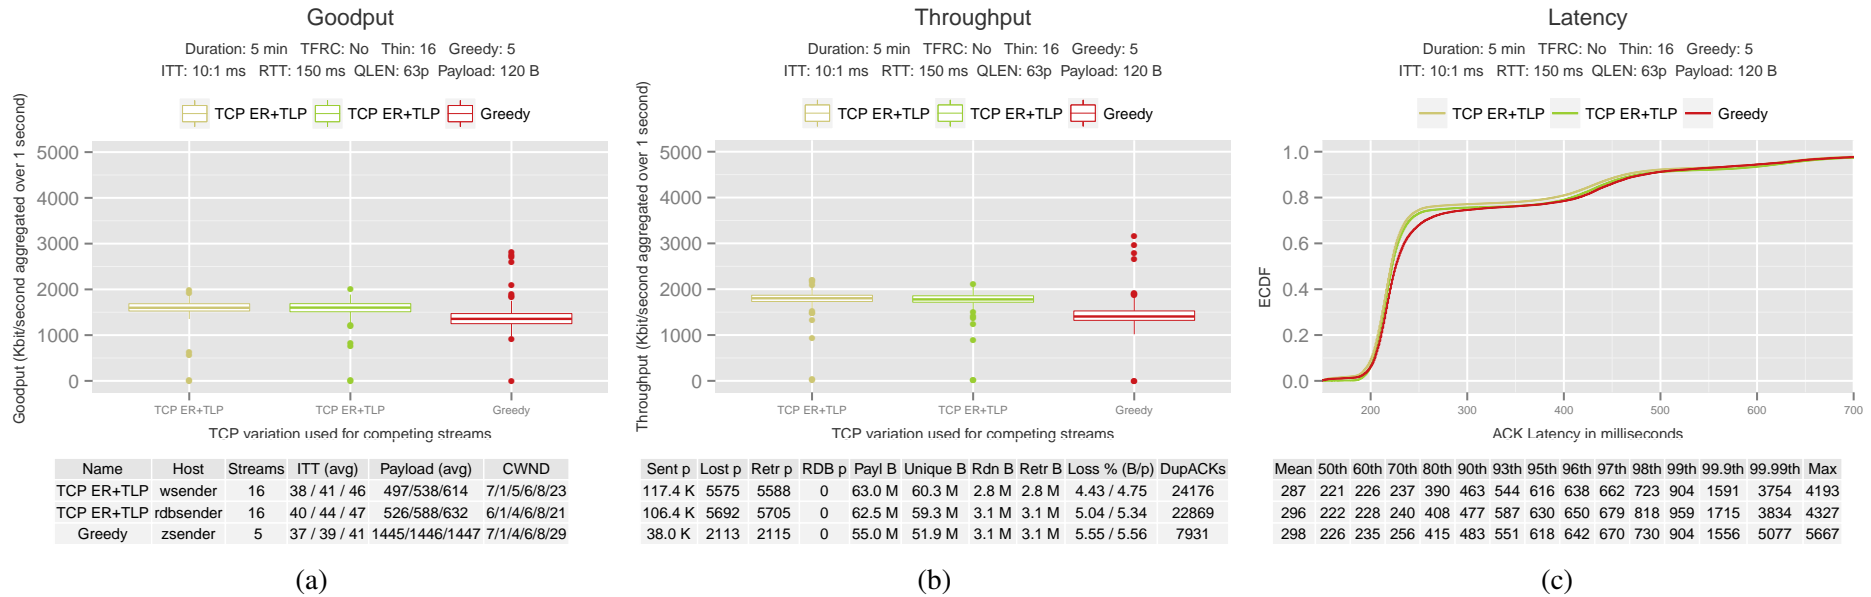 Goodput
Duration: 5 min TFRC: No Thin: 16 Greedy: 5
ITT: 10:1 ms RTT: 150 ms QLEN: 63p Payload: 120 B
TCP ER+TLP TCP ER+TLP Greedy
Goodput (Kbit/second aggregated over 1 second)
5000
4000
3000
2000
1000
0
TCP ER+TLP TCP ER+TLP Greedy
TCP variation used for competing streams
Name Host Streams ITT (avg) Payload (avg) CWND
TCP ER+TLP wsender 16 38 / 41 / 46 497/538/614 7/1/5/6/8/23
TCP ER+TLP rdbsender 16 40 / 44 / 47 526/588/632 6/1/4/6/8/21
Greedy zsender 5 37 / 39 / 41 1445/1446/1447 7/1/4/6/8/29
(a)
Throughput
Duration: 5 min TFRC: No Thin: 16 Greedy: 5
ITT: 10:1 ms RTT: 150 ms QLEN: 63p Payload: 120 B
TCP ER+TLP TCP ER+TLP Greedy
Throughput (Kbit/second aggregated over 1 second)
5000
4000
3000
2000
1000
0
TCP ER+TLP TCP ER+TLP Greedy
TCP variation used for competing streams
Sent p Lost p Retr p RDB p Payl B Unique B Rdn B Retr B Loss % (B/p) DupACKs
117.4 K 5575 5588 0 63.0 M 60.3 M 2.8 M 2.8 M 4.43 / 4.75 24176
106.4 K 5692 5705 0 62.5 M 59.3 M 3.1 M 3.1 M 5.04 / 5.34 22869
38.0 K 2113 2115 0 55.0 M 51.9 M 3.1 M 3.1 M 5.55 / 5.56 7931
(b)
Latency
Duration: 5 min TFRC: No Thin: 16 Greedy: 5
ITT: 10:1 ms RTT: 150 ms QLEN: 63p Payload: 120 B
TCP ER+TLP TCP ER+TLP Greedy
ECDF
1.0
0.8
0.6
0.4
0.2
0.0
200 300 400 500 600 700
ACK Latency in milliseconds
Mean 50th 60th 70th 80th 90th 93th 95th 96th 97th 98th 99th 99.9th 99.99th Max
287 221 226 237 390 463 544 616 638 662 723 904 1591 3754 4193
296 222 228 240 408 477 587 630 650 679 818 959 1715 3834 4327
298 226 235 256 415 483 551 618 642 670 730 904 1556 5077 5667
(c)